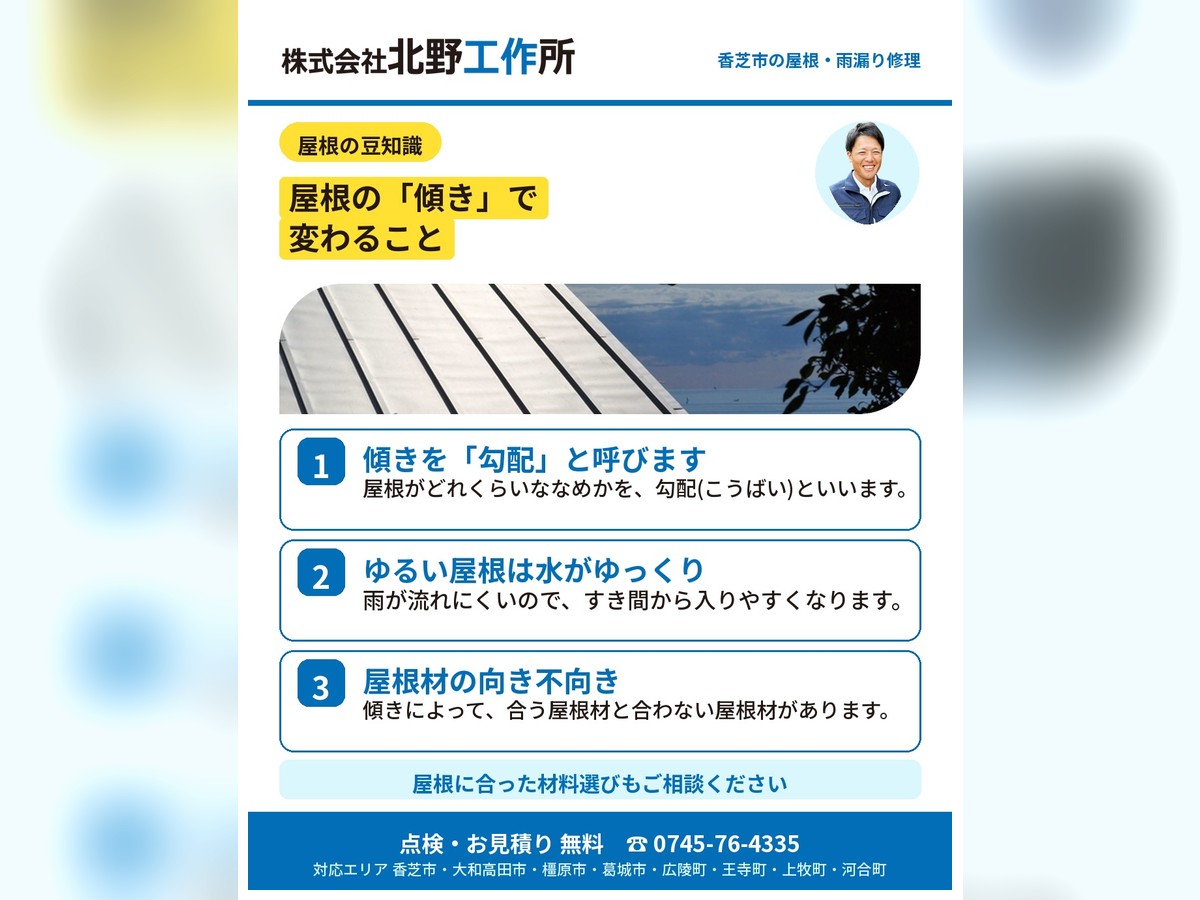 株式会社北野工作所
香芝市の屋根・雨漏り修理
屋根の豆知識
屋根の「傾き」で
変わること
1
傾きを「勾配」と呼びます
屋根がどれくらいななめかを、勾配(こうばい)といいます。
2
ゆるい屋根は水がゆっくり
雨が流れにくいので、すき間から入りやすくなります。
3
屋根材の向き不向き
傾きによって、合う屋根材と合わない屋根材があります。
屋根に合った材料選びもご相談ください
点検・お見積り 無料 ☎ 0745-76-4335
対応エリア 香芝市・大和高田市・橿原市・葛城市・広陵町・王寺町・上牧町・河合町